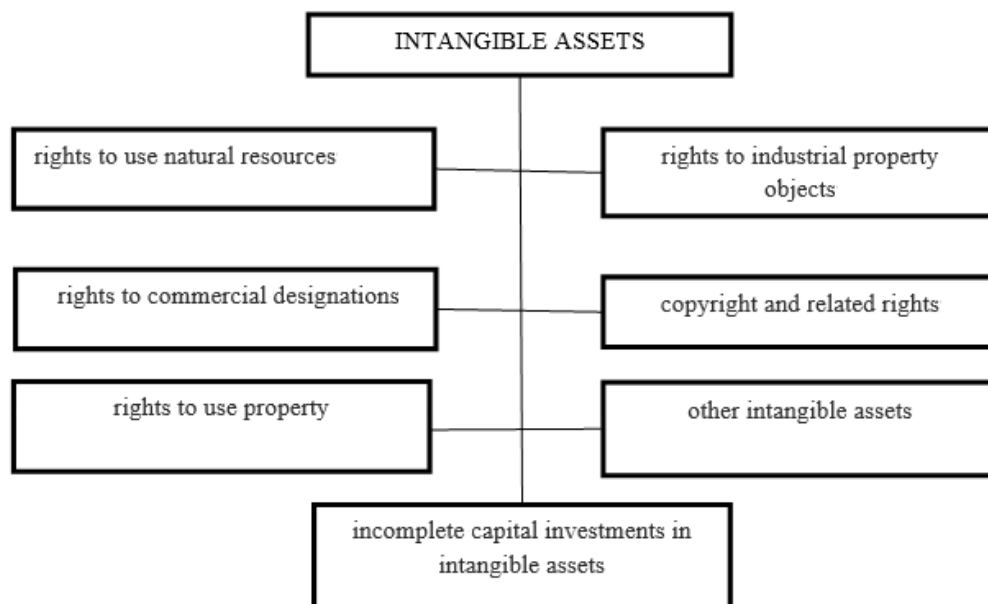 INTANGIBLE ASSETS
rights to use natural resources
rights to industrial property
objects
rights to commercial designations
copyright and related rights
rights to use property
other intangible assets
incomplete capital investments in
intangible assets